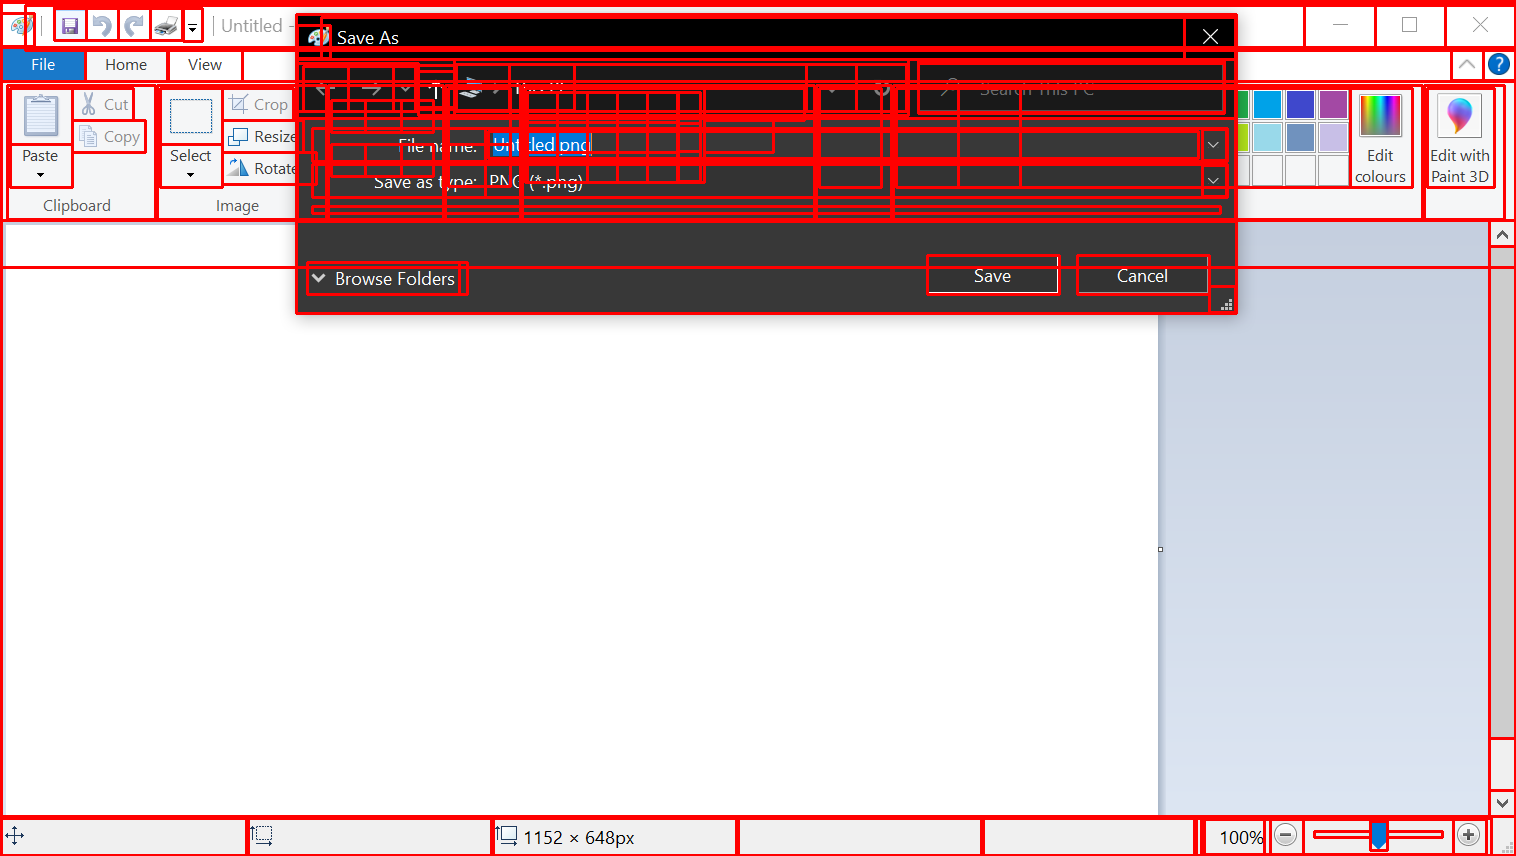 Untitled -
Save As
File
Home
View
This PC
Search This PC
Cut
Copy
Paste
Clipboard
Crop
Resize
Rotate
Select
Image
File name:
Untitled.png
Save as type:
PNG (*.png)
Edit colours
Edit with Paint 3D
Browse Folders
Save
Cancel
1152 × 648px
100%